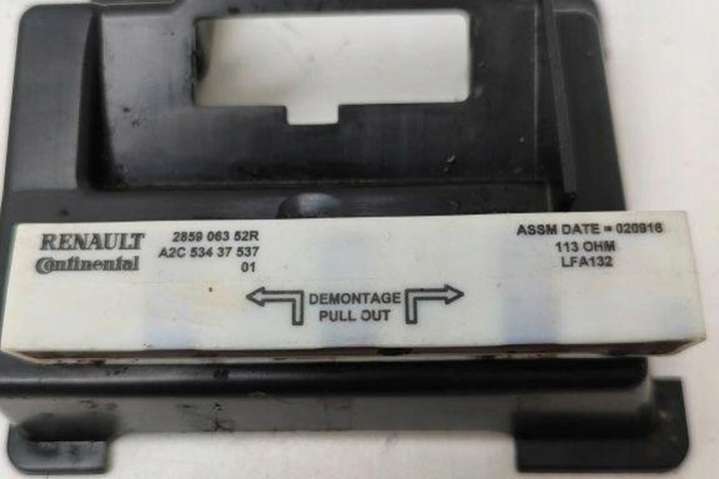 RENAULT
Continental
2859 063 52R
A2C 534 37 537
01
DEMONTAGE
PULL OUT
ASSM DATE = 020916
113 OHM
LFA132